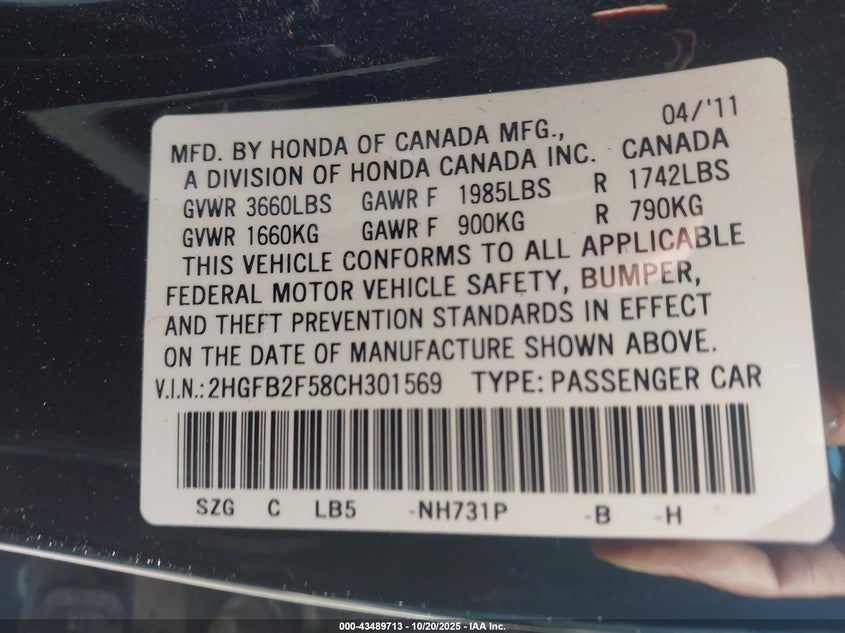 04/'11
MFD. BY HONDA OF CANADA MFG.,
A DIVISION OF HONDA CANADA INC. CANADA
GVWR 3660LBS GAWR F 1985LBS R 1742LBS
GVWR 1660KG GAWR F 900KG R 790KG
THIS VEHICLE CONFORMS TO ALL APPLICABLE
FEDERAL MOTOR VEHICLE SAFETY, BUMPER,
AND THEFT PREVENTION STANDARDS IN EFFECT
ON THE DATE OF MANUFACTURE SHOWN ABOVE.
V.I.N.: 2HGFB2F58CH301569 TYPE: PASSENGER CAR
SZG C LB5 -NH731P -B -H
000-43489713 - 10/20/2025 - IAA Inc.